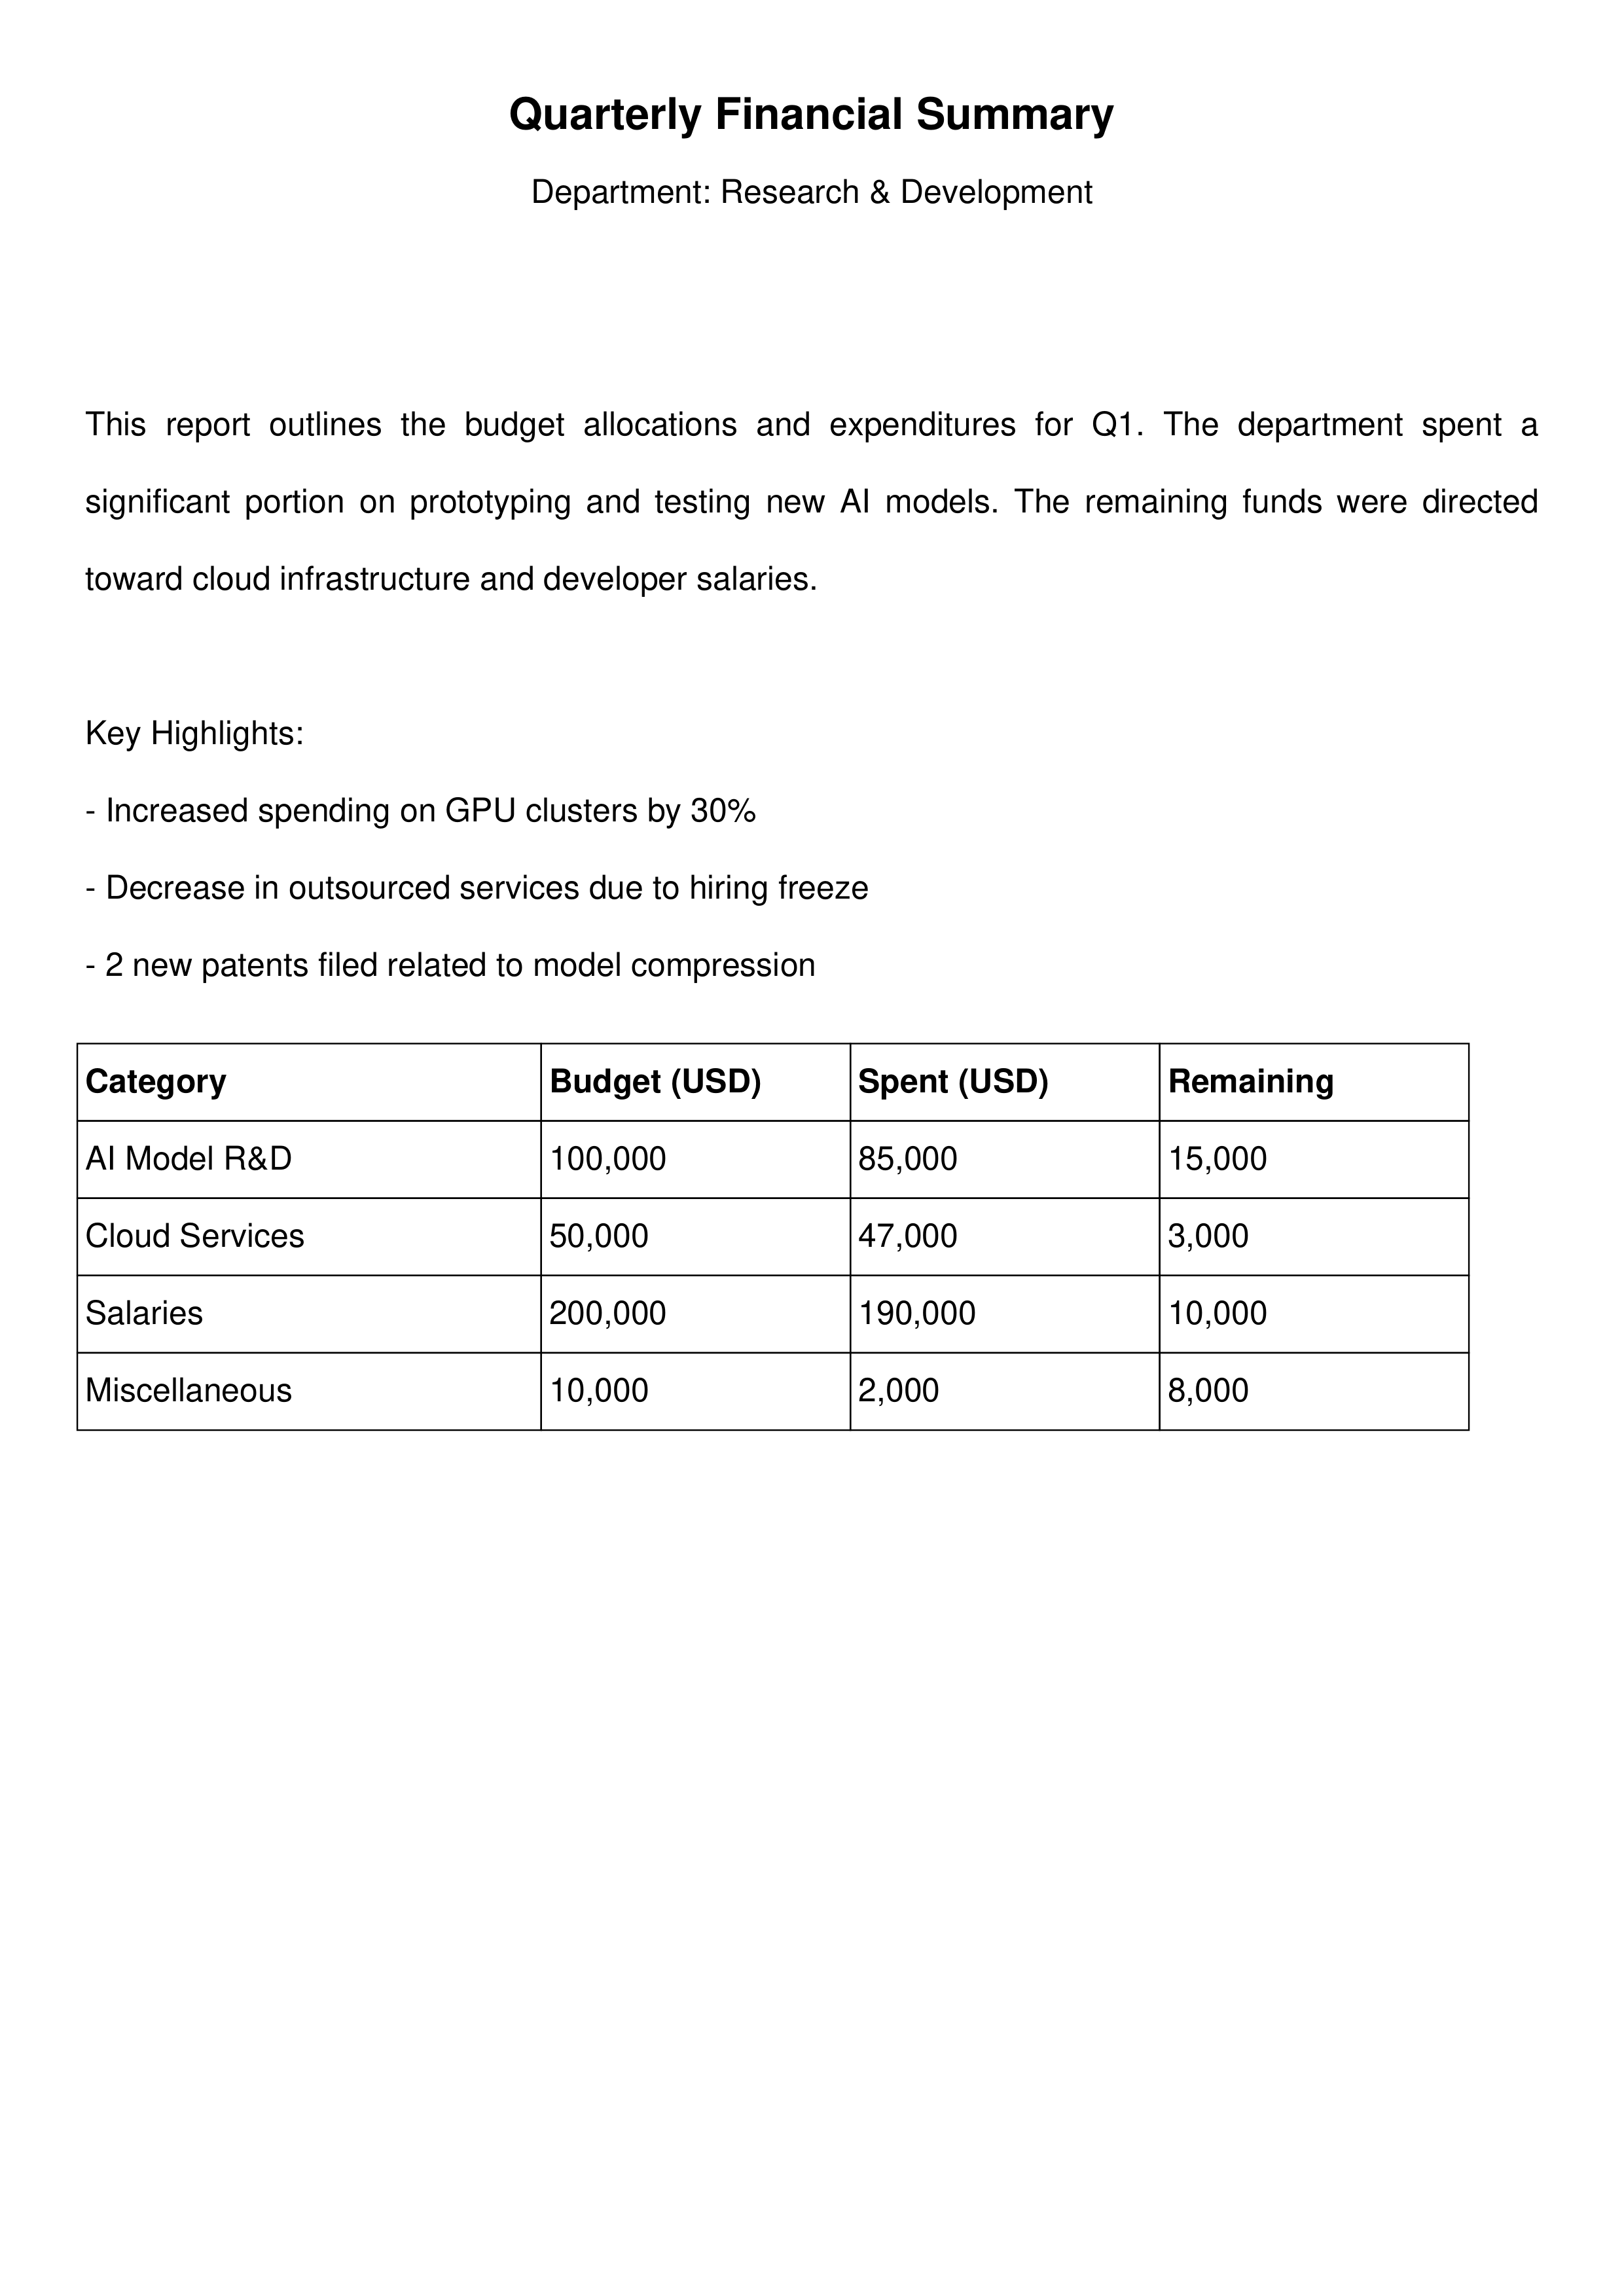 Quarterly Financial Summary
Department: Research & Development
This report outlines the budget allocations and expenditures for Q1. The department spent a
significant portion on prototyping and testing new AI models. The remaining funds were directed
toward cloud infrastructure and developer salaries.
Key Highlights:
- Increased spending on GPU clusters by 30%
- Decrease in outsourced services due to hiring freeze
- 2 new patents filed related to model compression
Category Budget (USD) Spent (USD) Remaining
AI Model R&D 100,000 85,000 15,000
Cloud Services 50,000 47,000 3,000
Salaries 200,000 190,000 10,000
Miscellaneous 10,000 2,000 8,000